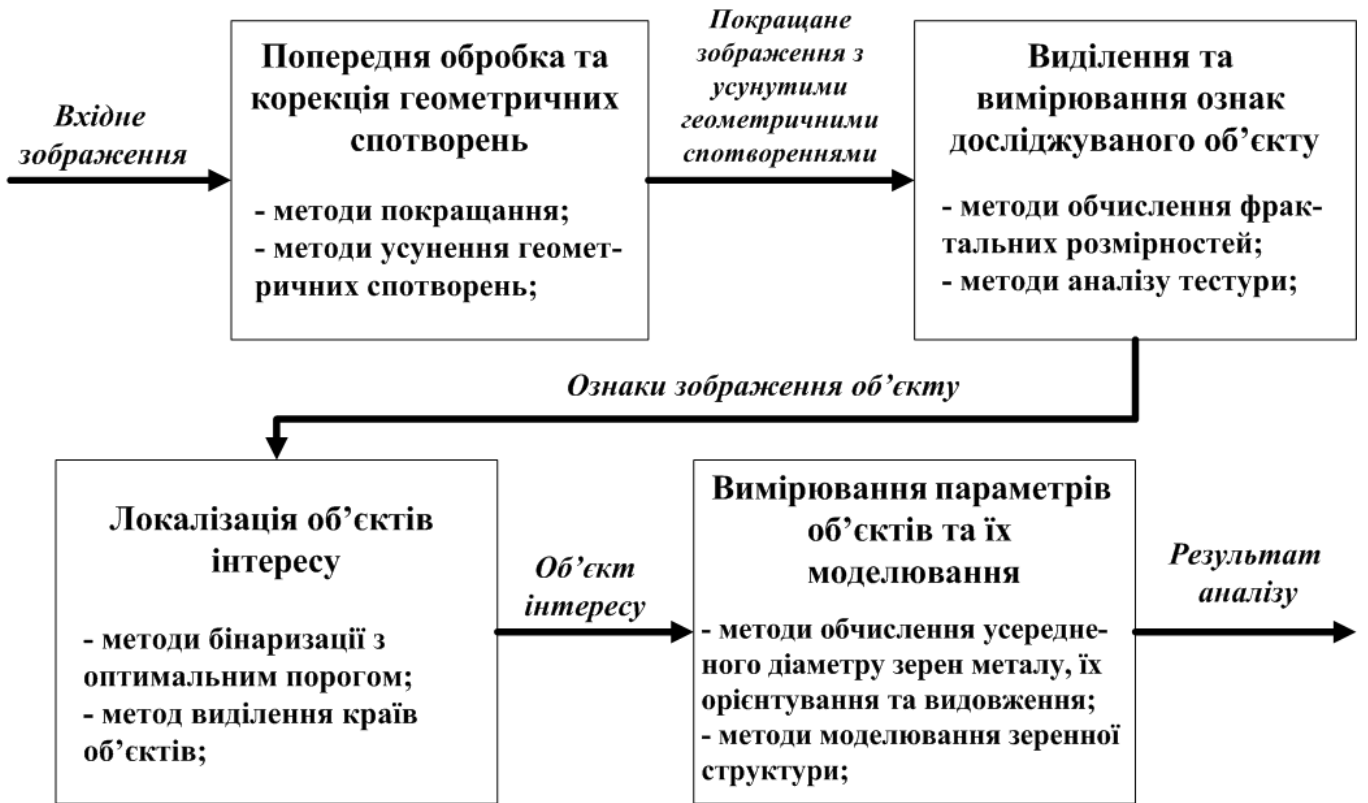 Вхідне
зображення
Попередня обробка та
корекція геометричних
спотворень
- методи покращання;
- методи усунення геомет-
ричних спотворень;
Покращане
зображення з
усунутими
геометричними
спотвореннями
Виділення та
вимірювання ознак
досліджуваного об’єкту
- методи обчислення фрак-
тальних розмірностей;
- методи аналізу тестури;
Ознаки зображення об’єкту
Локалізація об’єктів
інтересу
- методи бінаризації з
оптимальним порогом;
- метод виділення країв
об’єктів;
Об’єкт
інтересу
Вимірювання параметрів
об’єктів та їх
моделювання
- методи обчислення усередне-
ного діаметру зерен металу, їх
орієнтування та видовження;
- методи моделювання зеренної
структури;
Результат
аналізу